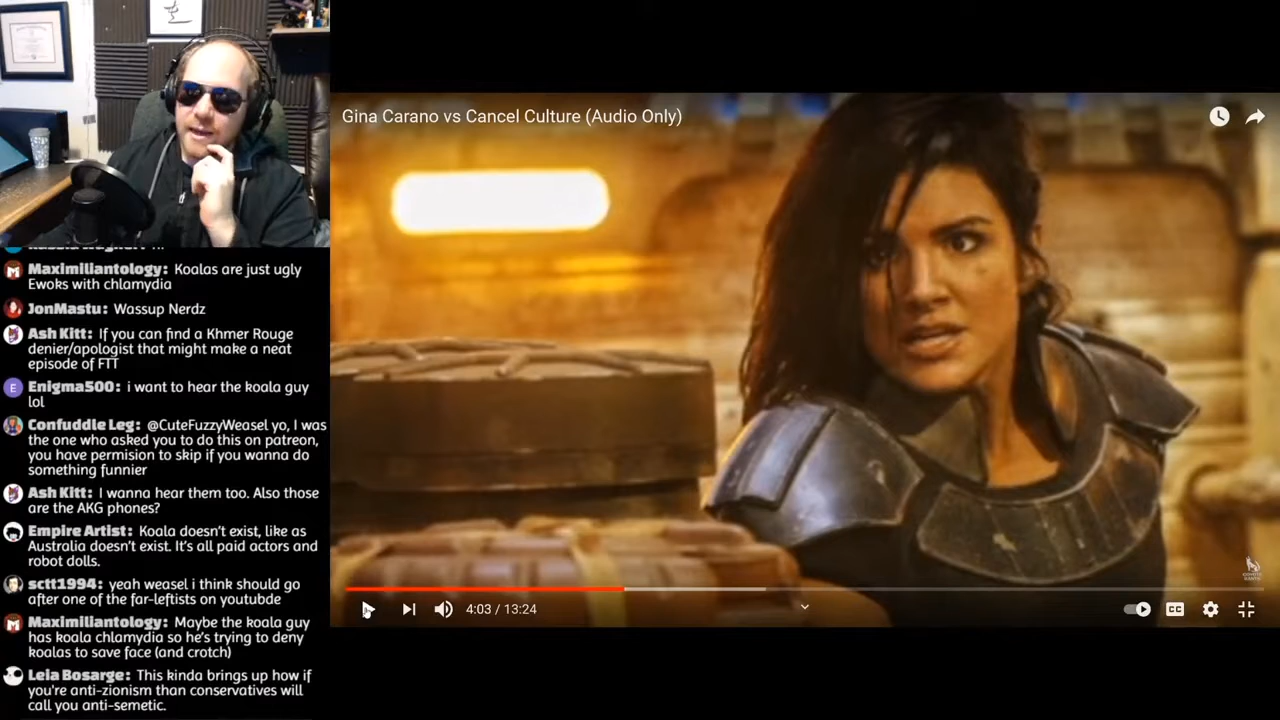 Gina Carano vs Cancel Culture (Audio Only)
Maximiliantology: Koalas are just ugly
Ewoks with chlamydia
JonMastu: Wassup Nerdz
Ash Kitt: If you can find a Khmer Rouge
denier/apologist that might make a neat
episode of FTT
Enigma500: i want to hear the koala guy
lol
Confuddle Leg: @CuteFuzzyWeasel yo, I was
the one who asked you to do this on patreon,
you have permision to skip if you wanna do
something funnier
Ash Kitt: I wanna hear them too. Also those
are the AKG phones?
Empire Artist: Koala doesn't exist, like as
Australia doesn't exist. It's all paid actors and
robot dolls.
sctt1994: yeah weasel i think should go
after one of the far-leftists on youtubde
Maximiliantology: Maybe the koala guy
has koala chlamydia so he's trying to deny
koalas to save face (and crotch)
Leia Bosarge: This kinda brings up how if
you're anti-zionism than conservatives will
call you anti-semetic.
4:03 / 13:24
CC